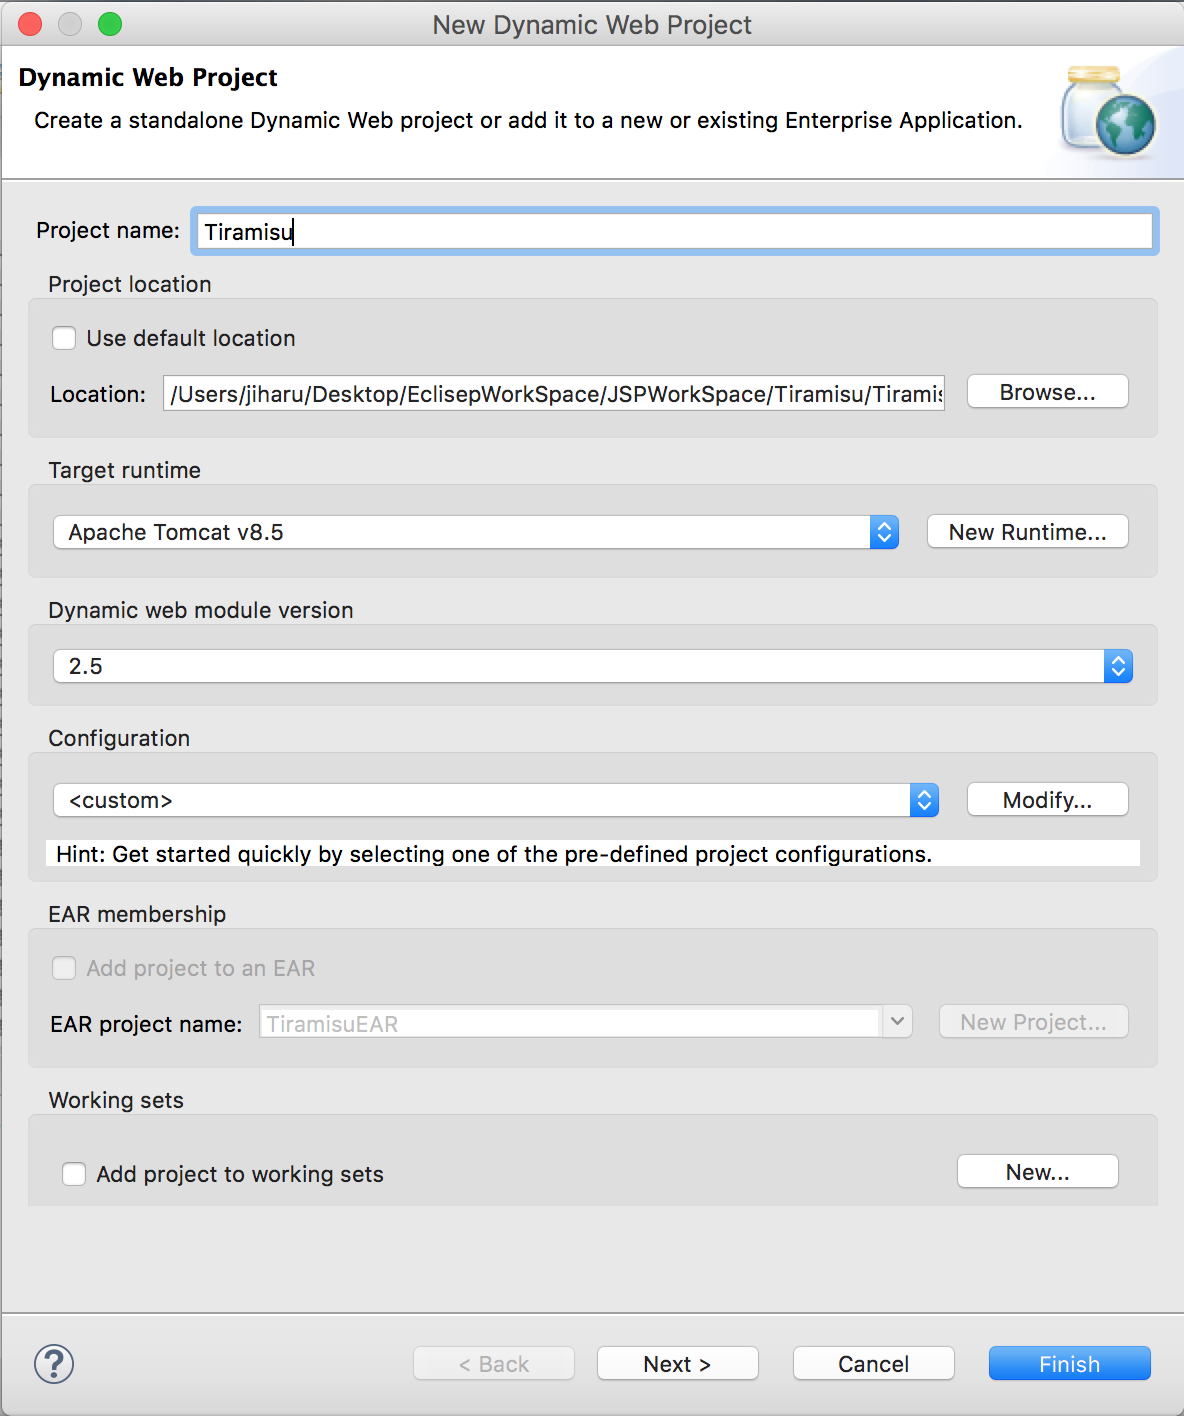 New Dynamic Web Project
Dynamic Web Project
Create a standalone Dynamic Web project or add it to a new or existing Enterprise Application.
Project name: Tiramisu
Project location
Use default location
Location: /Users/jiharu/Desktop/EclisepWorkSpace/JSPWorkSpace/Tiramisu/Tiramis Browse...
Target runtime
Apache Tomcat v8.5 New Runtime...
Dynamic web module version
2.5
Configuration
<custom> Modify...
Hint: Get started quickly by selecting one of the pre-defined project configurations.
EAR membership
Add project to an EAR
EAR project name: TiramisuEAR New Project...
Working sets
Add project to working sets New...
? < Back Next > Cancel Finish